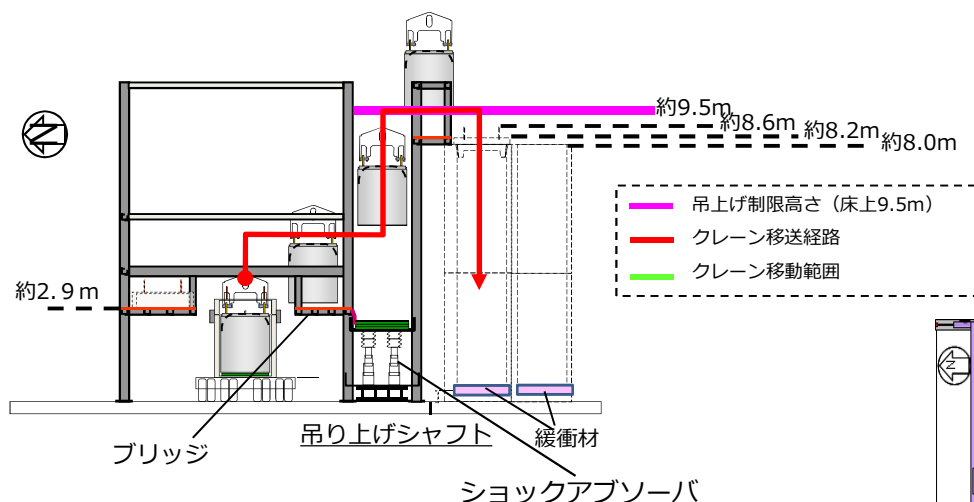 N
約9.5m
約8.6m
約8.2m
約8.0m
吊上げ制限高さ（床上9.5m）
クレーン移送経路
クレーン移動範囲
約2.９ｍ
N
ブリッジ
吊り上げシャフト
緩衝材
ショックアブソーバ